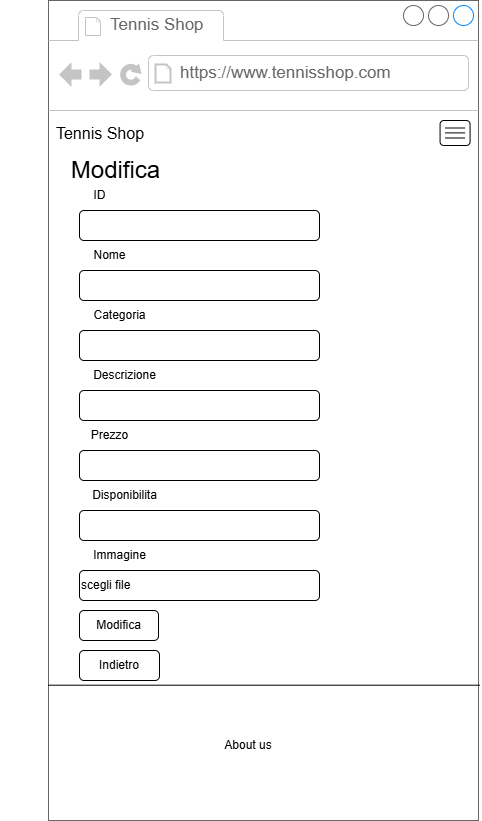 Tennis Shop
https://www.tennisshop.com
Tennis Shop
Modifica
ID
Nome
Categoria
Descrizione
Prezzo
Disponibilita
Immagine
scegli file
Modifica
Indietro
About us